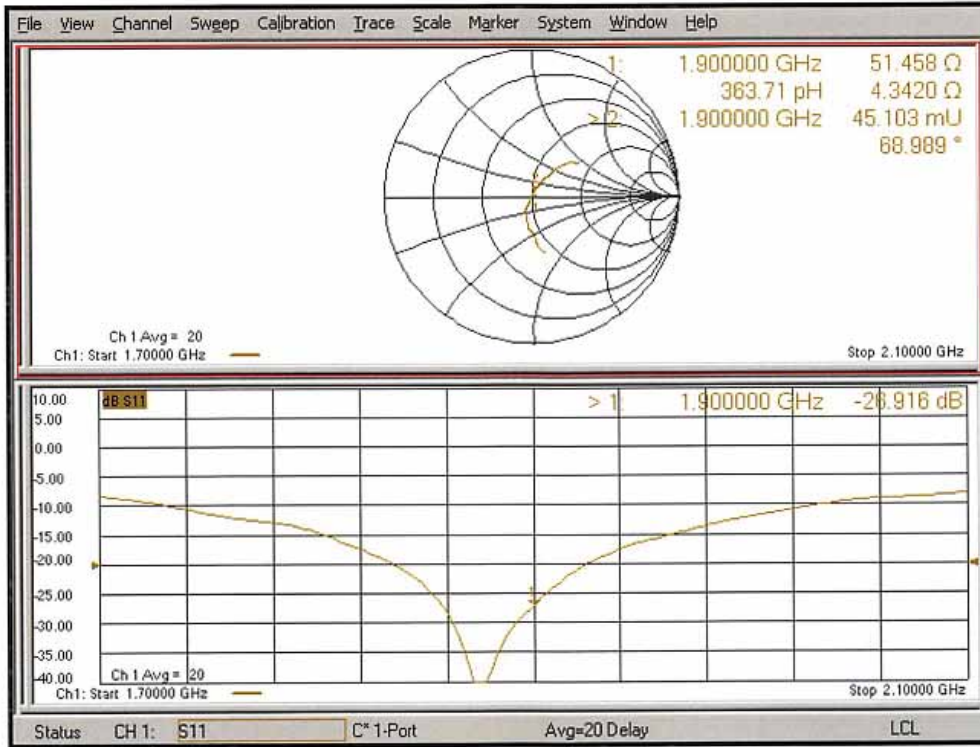 File View Channel Sweep Calibration Trace Scale Marker System Window Help
1: 1.900000 GHz 51.458 Ω
363.71 pH 4.3420 Ω
> 2: 1.900000 GHz 45.103 mU
68.989 °
Ch 1 Avg = 20
Ch1: Start 1.70000 GHz
Stop 2.10000 GHz
dB S11
> 1: 1.900000 GHz -26.916 dB
10.00
5.00
0.00
-5.00
-10.00
-15.00
-20.00
-25.00
-30.00
-35.00
-40.00
Ch 1 Avg = 20
Ch1: Start 1.70000 GHz
Stop 2.10000 GHz
Status CH 1: S11 C* 1-Port Avg=20 Delay LCL